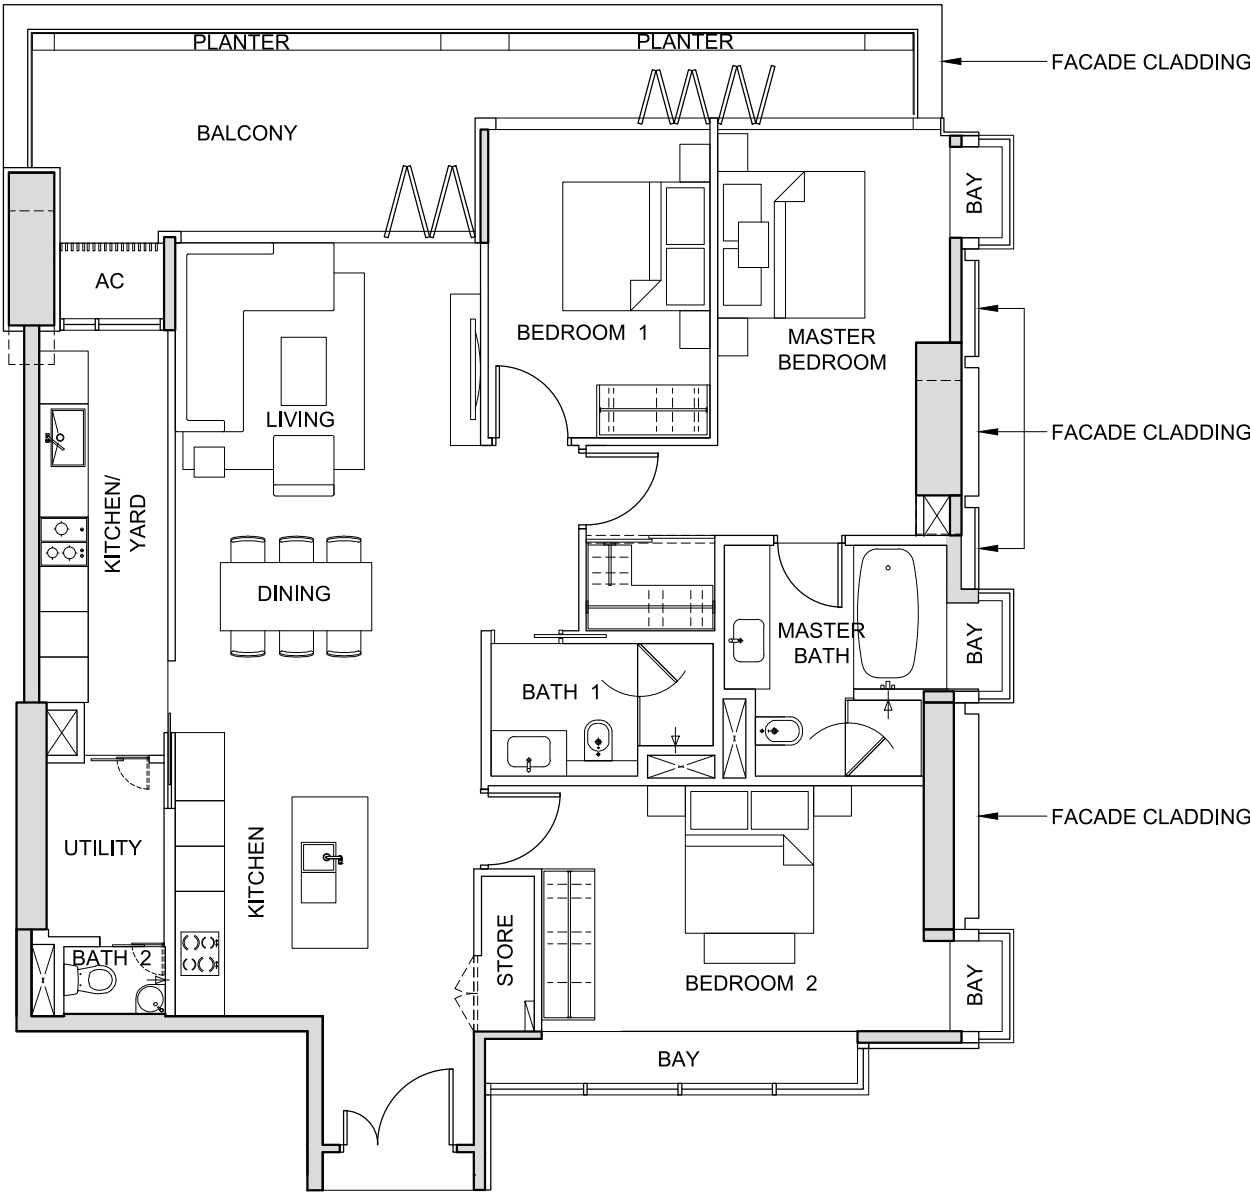 PLANTER
PLANTER
FACADE CLADDING
BALCONY
BAY
AC
BEDROOM 1
MASTER
BEDROOM
LIVING
FACADE CLADDING
KITCHEN/
YARD
DINING
MASTER
BATH
BAY
BATH 1
FACADE CLADDING
UTILITY
KITCHEN
STORE
BATH 2
BEDROOM 2
BAY
BAY